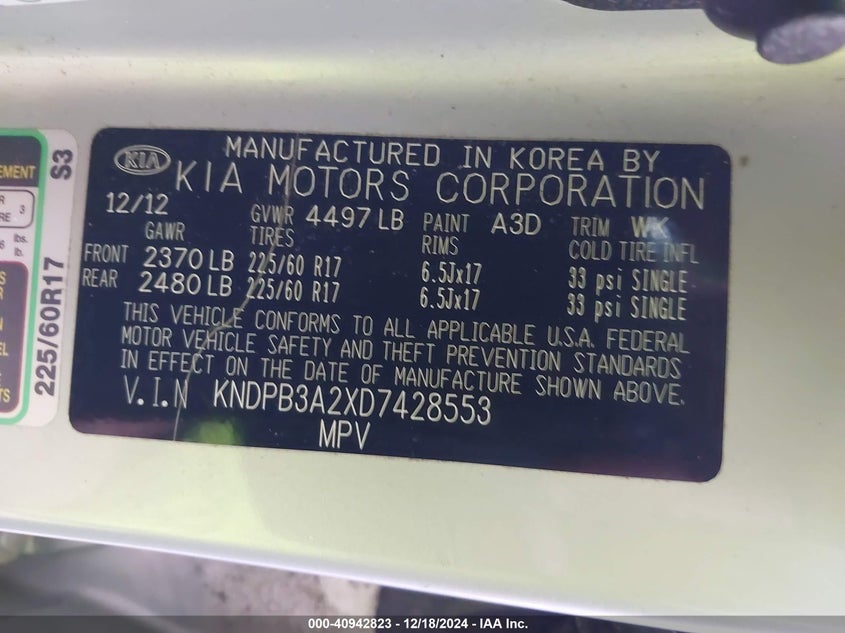 KIA
MANUFACTURED IN KOREA BY
KIA MOTORS CORPORATION
12/12 GVWR 4497 LB PAINT A3D TRIM WK
GAWR TIRES RIMS COLD TIRE INFL
FRONT 2370 LB 225/60 R17 6.5Jx17 33 psi SINGLE
REAR 2480 LB 225/60 R17 6.5Jx17 33 psi SINGLE
THIS VEHICLE CONFORMS TO ALL APPLICABLE U.S.A. FEDERAL
MOTOR VEHICLE SAFETY AND THEFT PREVENTION STANDARDS
IN EFFECT ON THE DATE OF MANUFACTURE SHOWN ABOVE.
V.I.N KNDPB3A2XD7428553
MPV
225/60R17 S3
3
lbs.
lb.
000-40942823 - 12/18/2024 - IAA Inc.